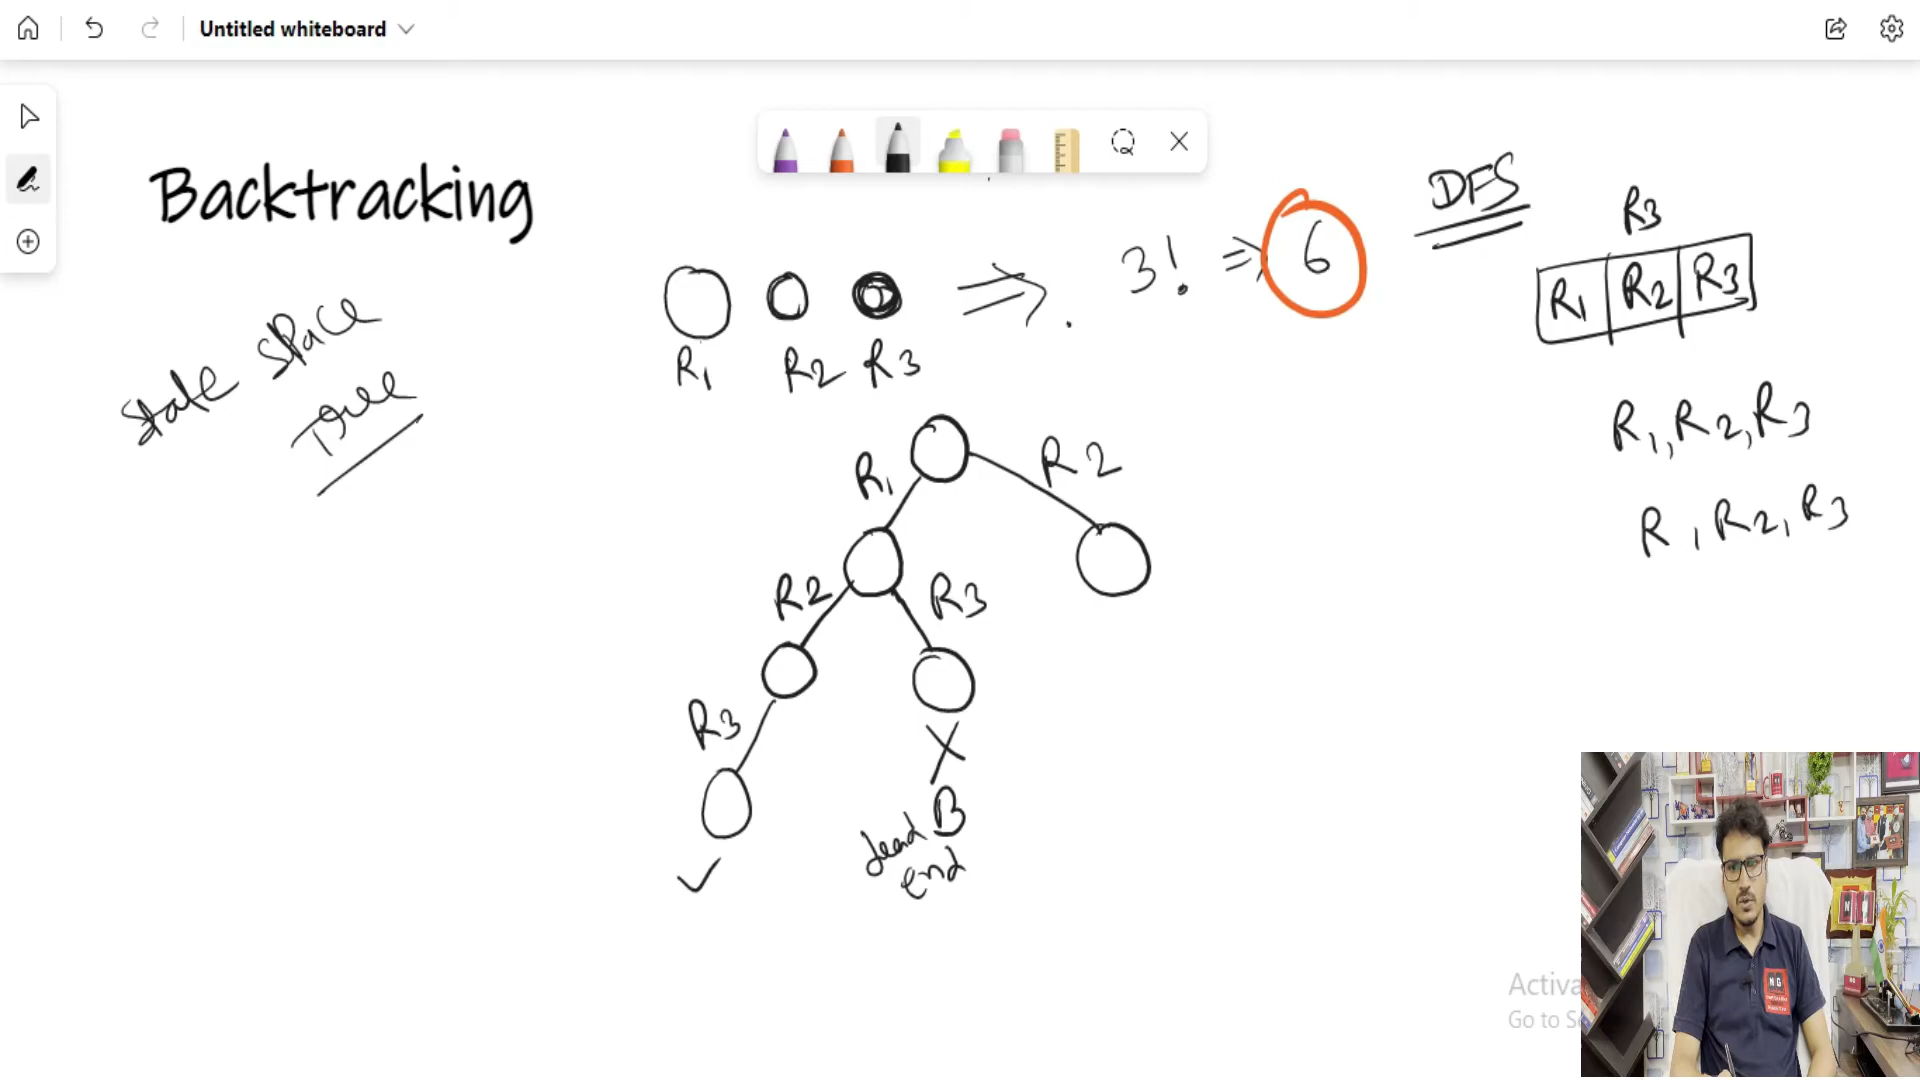 Untitled whiteboard
Backtracking
State Space
Tree
R1 R2 R3
3! => 6
DFS
R3
R1 R2 R3
R1, R2, R3
R1, R2, R3
R1 R2
R2 R3
R3
X
B
dead
end
Activa
Go to S
NG